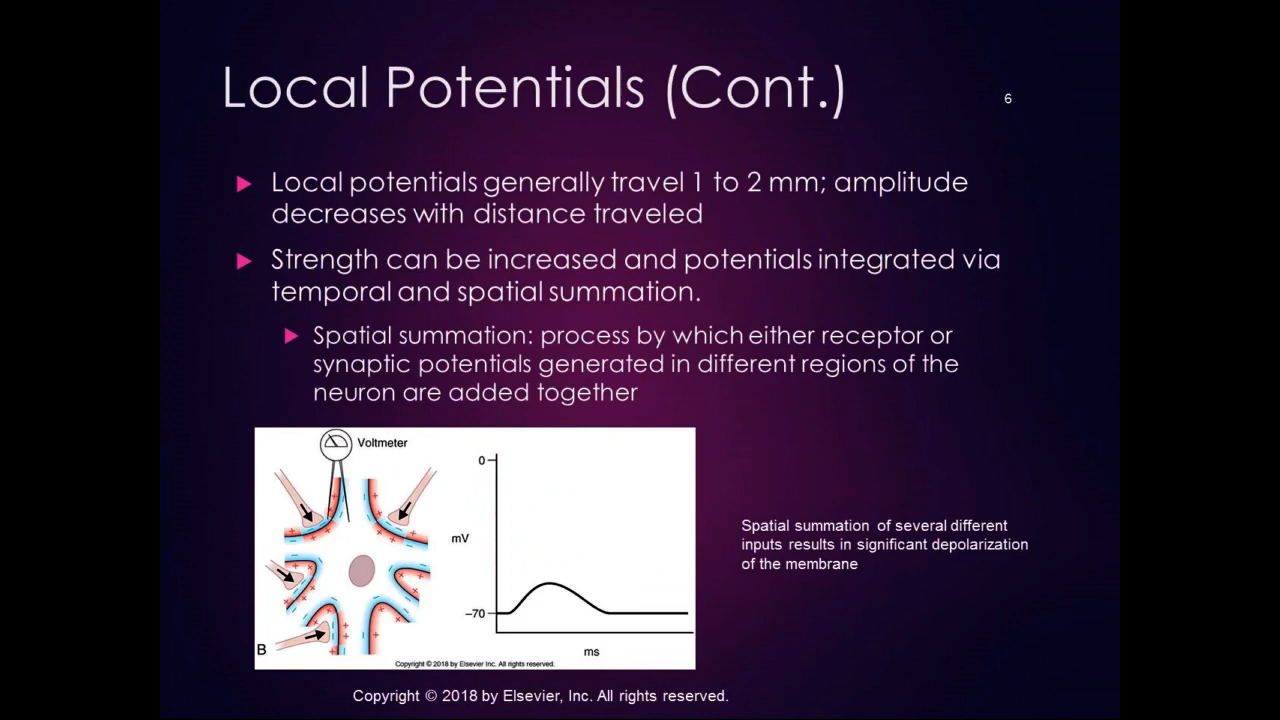 Local Potentials (Cont.)
6
Local potentials generally travel 1 to 2 mm; amplitude
decreases with distance traveled
Strength can be increased and potentials integrated via
temporal and spatial summation.
Spatial summation: process by which either receptor or
synaptic potentials generated in different regions of the
neuron are added together
Voltmeter
0
mV
-70
ms
B
Copyright © 2018 by Elsevier Inc. All rights reserved.
Spatial summation of several different
inputs results in significant depolarization
of the membrane
Copyright © 2018 by Elsevier, Inc. All rights reserved.